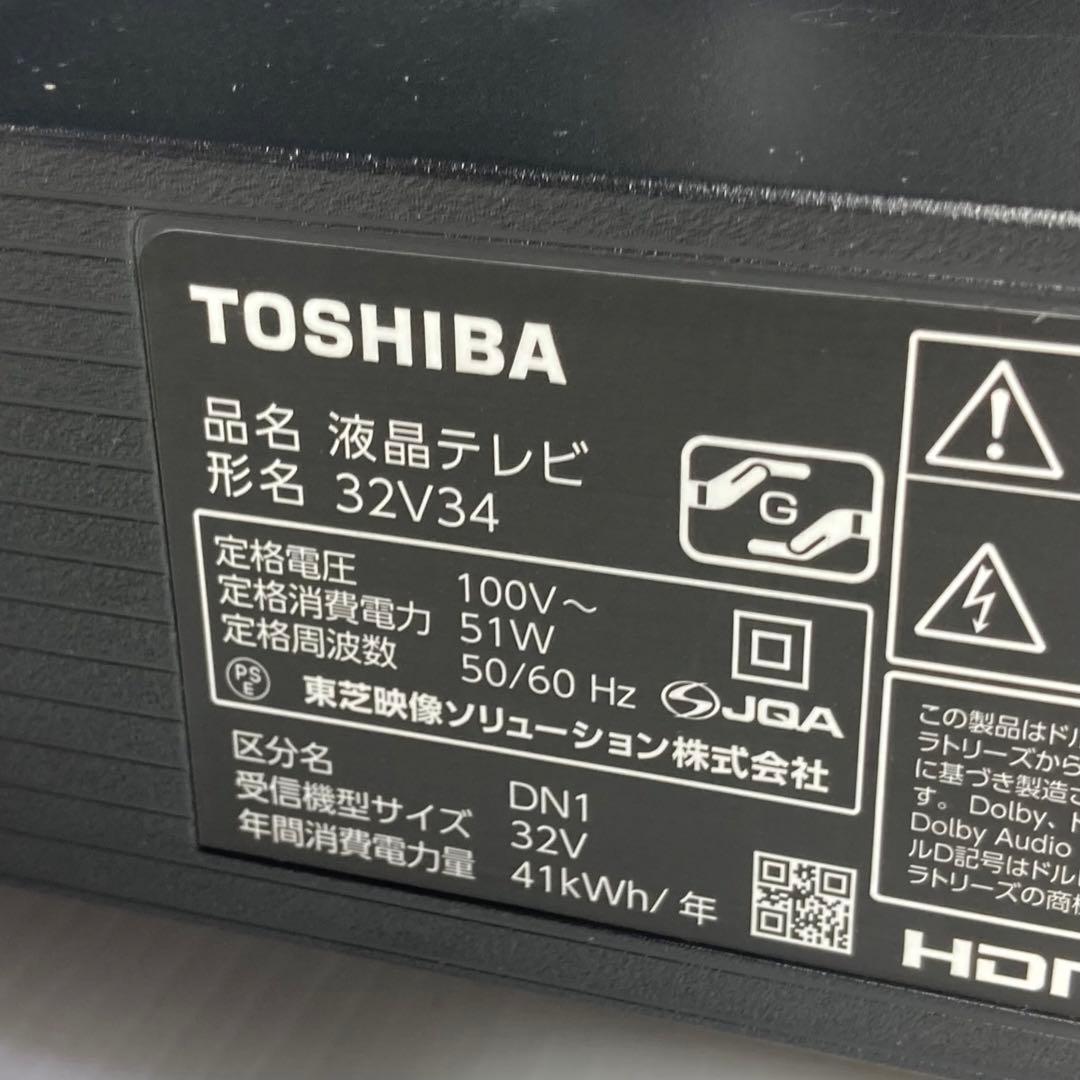 TOSHIBA
品名 液晶テレビ
形名 32V34
G
定格電圧 100V～
定格消費電力 51W
定格周波数 50/60 Hz
PS
E
JQA
東芝映像ソリューション株式会社
区分名 DN1
受信機型サイズ 32V
年間消費電力量 41kWh/年
この製品はドル
ラトリーズから
に基づき製造さ
す。Dolby、
Dolby Audio
ルD記号はドル
ラトリーズの商
HD